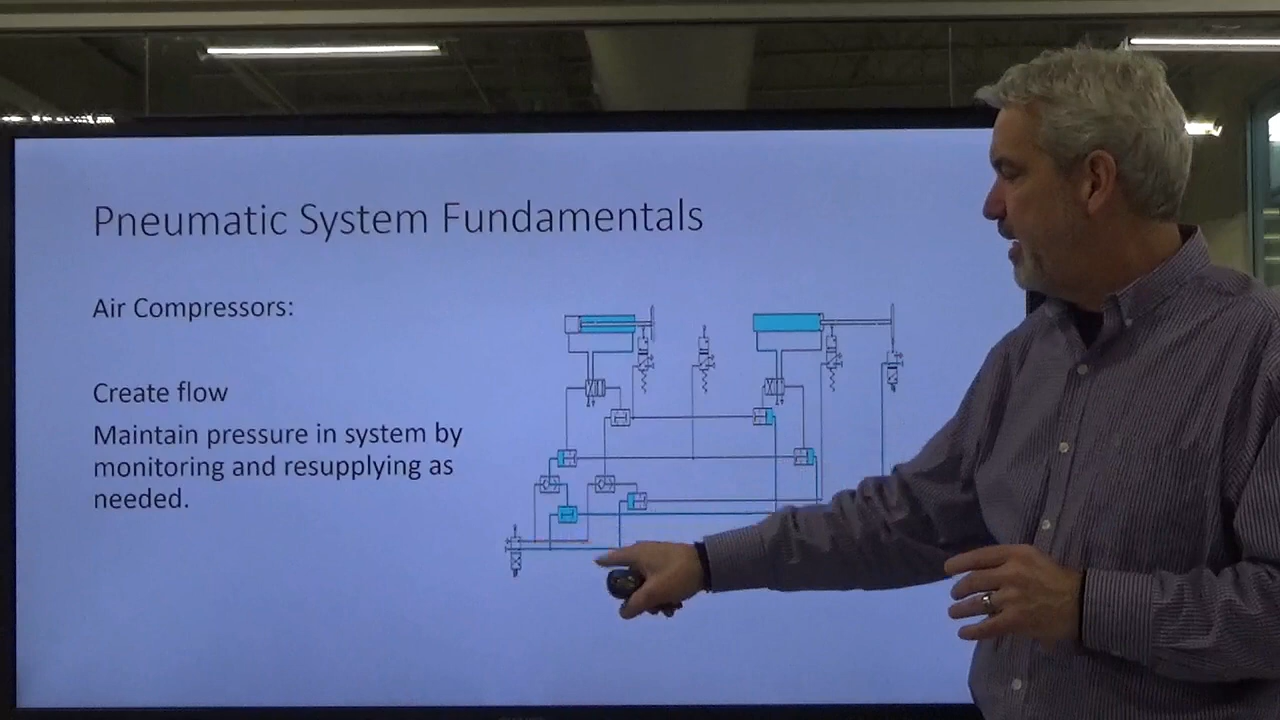 Pneumatic System Fundamentals
Air Compressors:
Create flow
Maintain pressure in system by
monitoring and resupplying as
needed.